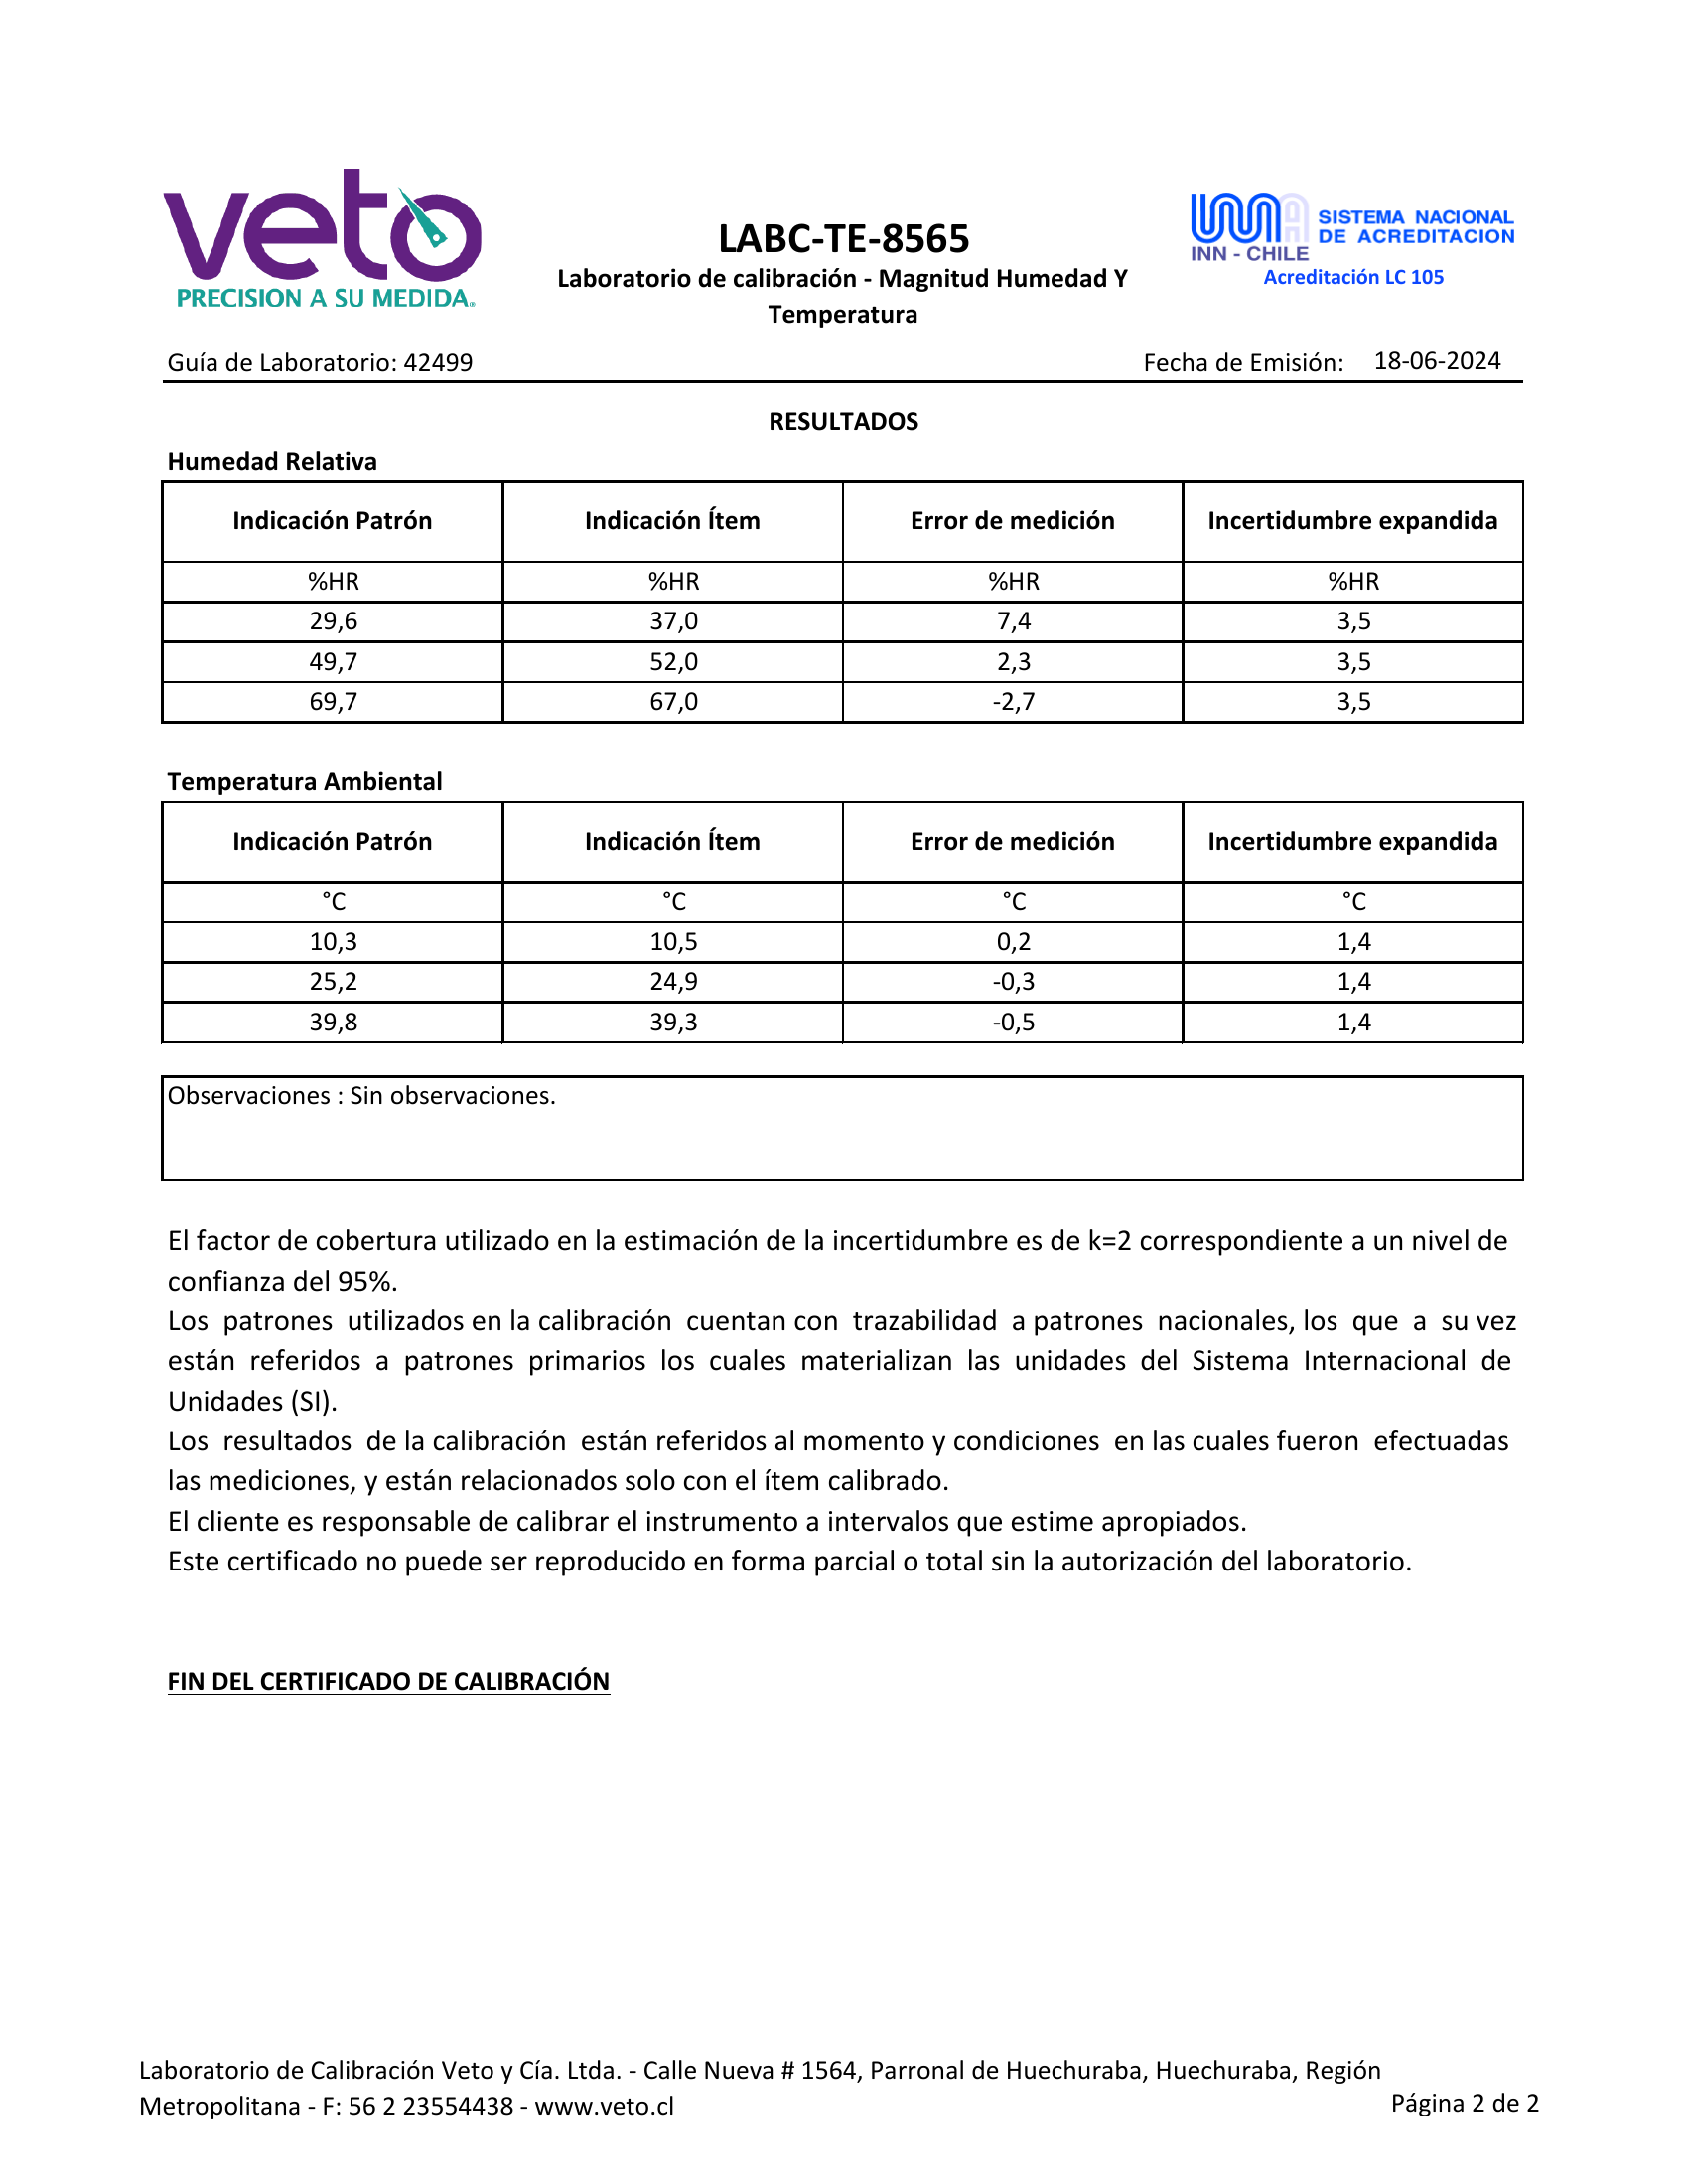 veto
PRECISION A SU MEDIDA
LABC-TE-8565
Laboratorio de calibración - Magnitud Humedad Y
Temperatura
INN - CHILE
SISTEMA NACIONAL
DE ACREDITACION
Acreditación LC 105
Guía de Laboratorio: 42499 Fecha de Emisión: 18-06-2024
RESULTADOS
Humedad Relativa
Indicación Patrón Indicación Ítem Error de medición Incertidumbre expandida
%HR %HR %HR %HR
29,6 37,0 7,4 3,5
49,7 52,0 2,3 3,5
69,7 67,0 -2,7 3,5
Temperatura Ambiental
Indicación Patrón Indicación Ítem Error de medición Incertidumbre expandida
°C °C °C °C
10,3 10,5 0,2 1,4
25,2 24,9 -0,3 1,4
39,8 39,3 -0,5 1,4
Observaciones : Sin observaciones.
El factor de cobertura utilizado en la estimación de la incertidumbre es de k=2 correspondiente a un nivel de
confianza del 95%.
Los patrones utilizados en la calibración cuentan con trazabilidad a patrones nacionales, los que a su vez
están referidos a patrones primarios los cuales materializan las unidades del Sistema Internacional de
Unidades (SI).
Los resultados de la calibración están referidos al momento y condiciones en las cuales fueron efectuadas
las mediciones, y están relacionados solo con el ítem calibrado.
El cliente es responsable de calibrar el instrumento a intervalos que estime apropiados.
Este certificado no puede ser reproducido en forma parcial o total sin la autorización del laboratorio.
FIN DEL CERTIFICADO DE CALIBRACIÓN
Laboratorio de Calibración Veto y Cía. Ltda. - Calle Nueva # 1564, Parronal de Huechuraba, Huechuraba, Región
Metropolitana - F: 56 2 23554438 - www.veto.cl
Página 2 de 2